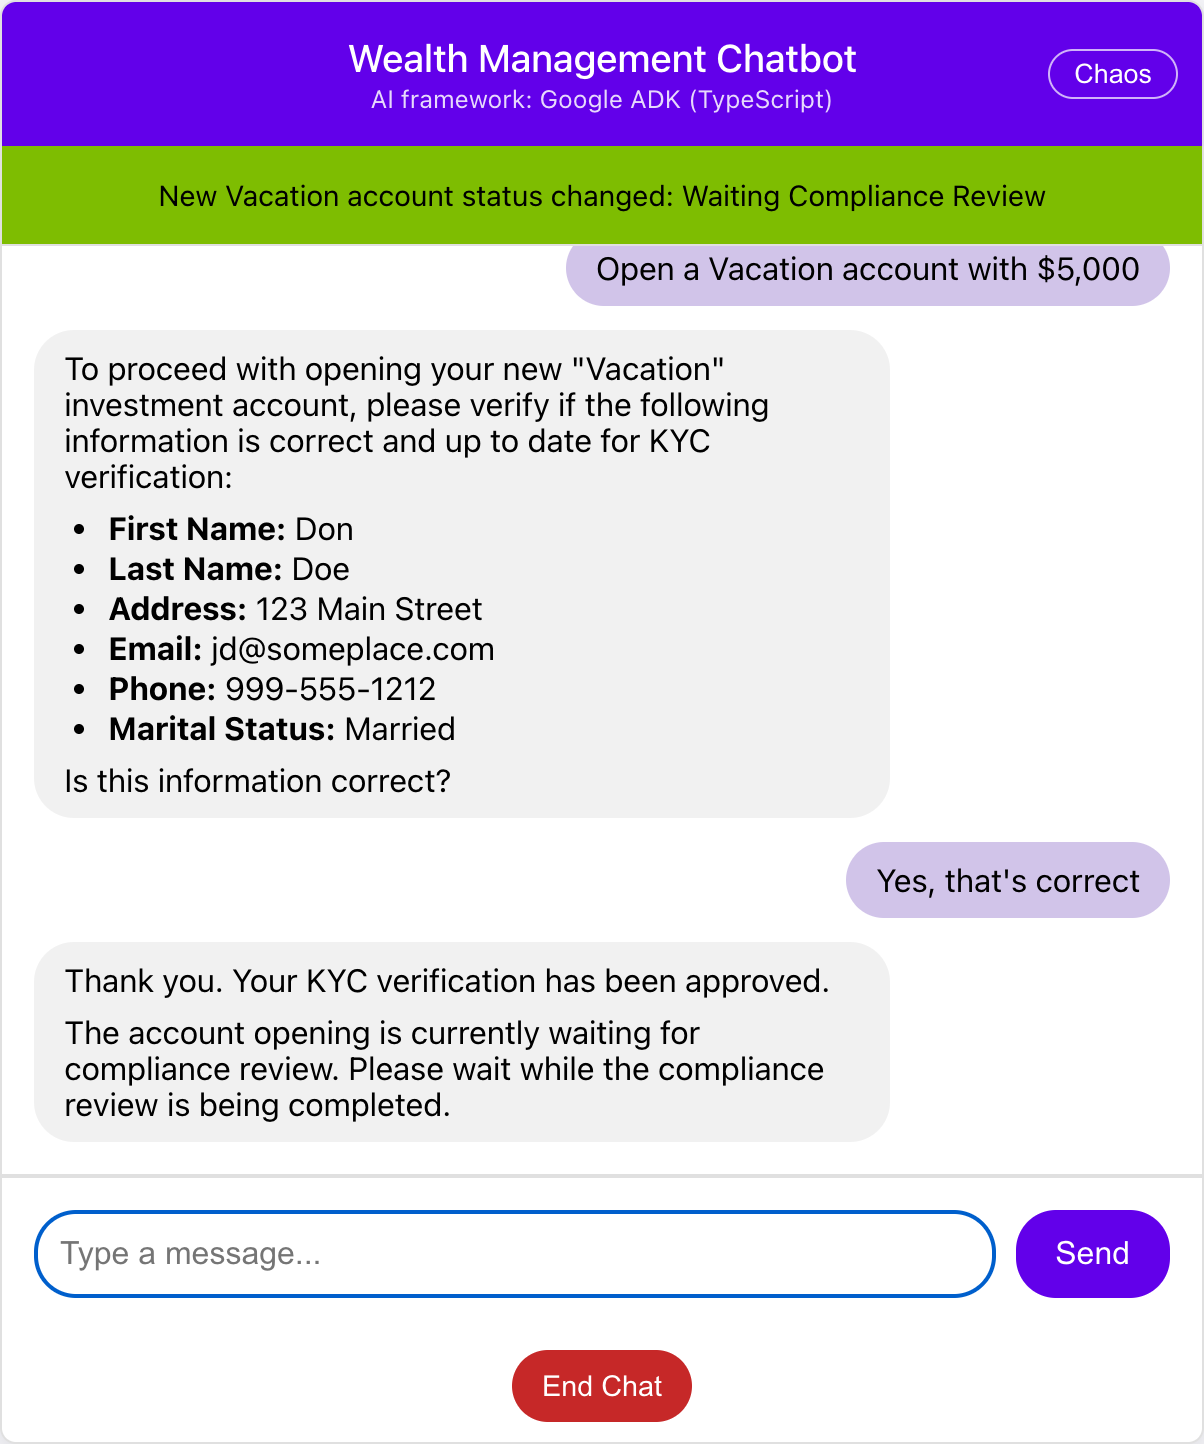 Wealth Management Chatbot
AI framework: Google ADK (TypeScript)
Chaos
New Vacation account status changed: Waiting Compliance Review
Open a Vacation account with $5,000
To proceed with opening your new "Vacation"
investment account, please verify if the following
information is correct and up to date for KYC
verification:
• First Name: Don
• Last Name: Doe
• Address: 123 Main Street
• Email: jd@someplace.com
• Phone: 999-555-1212
• Marital Status: Married
Is this information correct?
Yes, that's correct
Thank you. Your KYC verification has been approved.
The account opening is currently waiting for
compliance review. Please wait while the compliance
review is being completed.
Type a message...
Send
End Chat